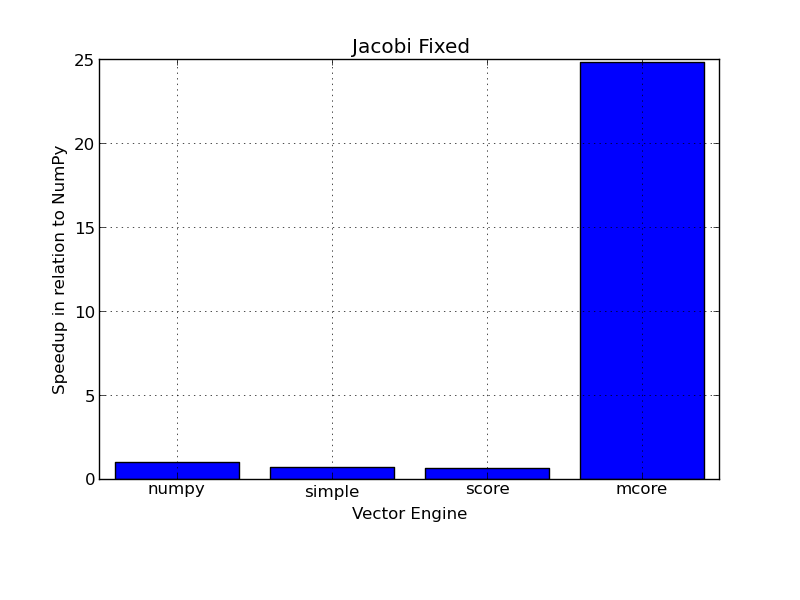 Jacobi Fixed
25
20
15
10
5
0
Speedup in relation to NumPy
numpy simple score mcore
Vector Engine